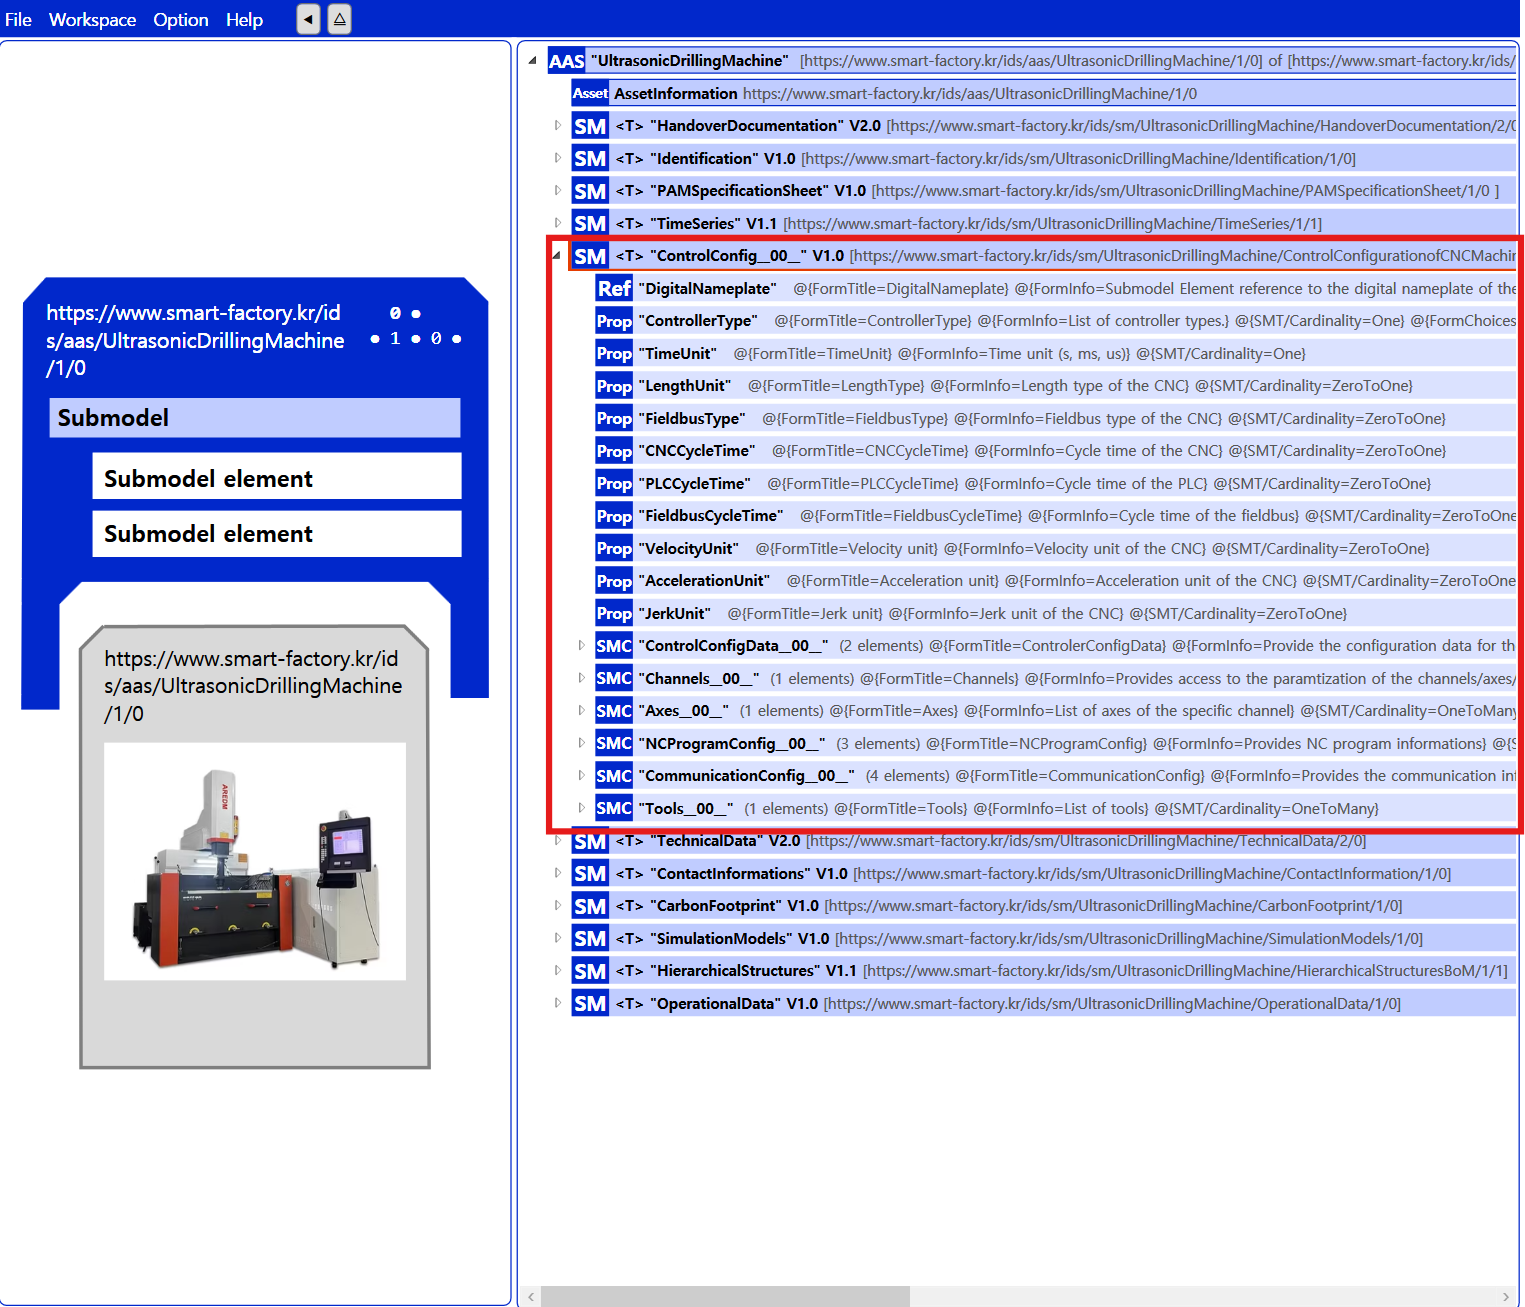 File Workspace Option Help
https://www.smart-factory.kr/id
s/aas/UltrasonicDrillingMachine
/1/0
Submodel
Submodel element
Submodel element
https://www.smart-factory.kr/id
s/aas/UltrasonicDrillingMachine
/1/0
AREDM
AAS "UltrasonicDrillingMachine" [https://www.smart-factory.kr/ids/aas/UltrasonicDrillingMachine/1/0] of [https://www.smart-factory.kr/ids/
Asset AssetInformation https://www.smart-factory.kr/ids/aas/UltrasonicDrillingMachine/1/0
SM <T> "HandoverDocumentation" V2.0 [https://www.smart-factory.kr/ids/sm/UltrasonicDrillingMachine/HandoverDocumentation/2/0
SM <T> "Identification" V1.0 [https://www.smart-factory.kr/ids/sm/UltrasonicDrillingMachine/Identification/1/0]
SM <T> "PAMSpecificationSheet" V1.0 [https://www.smart-factory.kr/ids/sm/UltrasonicDrillingMachine/PAMSpecificationSheet/1/0 ]
SM <T> "TimeSeries" V1.1 [https://www.smart-factory.kr/ids/sm/UltrasonicDrillingMachine/TimeSeries/1/1]
SM <T> "ControlConfig__00__" V1.0 [https://www.smart-factory.kr/ids/sm/UltrasonicDrillingMachine/ControlConfigurationofCNCMachin
Ref "DigitalNameplate" @{FormTitle=DigitalNameplate} @{FormInfo=Submodel Element reference to the digital nameplate of the
Prop "ControllerType" @{FormTitle=ControllerType} @{FormInfo=List of controller types.} @{SMT/Cardinality=One} @{FormChoices
Prop "TimeUnit" @{FormTitle=TimeUnit} @{FormInfo=Time unit (s, ms, us)} @{SMT/Cardinality=One}
Prop "LengthUnit" @{FormTitle=LengthType} @{FormInfo=Length type of the CNC} @{SMT/Cardinality=ZeroToOne}
Prop "FieldbusType" @{FormTitle=FieldbusType} @{FormInfo=Fieldbus type of the CNC} @{SMT/Cardinality=ZeroToOne}
Prop "CNCCycleTime" @{FormTitle=CNCCycleTime} @{FormInfo=Cycle time of the CNC} @{SMT/Cardinality=ZeroToOne}
Prop "PLCCycleTime" @{FormTitle=PLCCycleTime} @{FormInfo=Cycle time of the PLC} @{SMT/Cardinality=ZeroToOne}
Prop "FieldbusCycleTime" @{FormTitle=FieldbusCycleTime} @{FormInfo=Cycle time of the fieldbus} @{SMT/Cardinality=ZeroToOne
Prop "VelocityUnit" @{FormTitle=Velocity unit} @{FormInfo=Velocity unit of the CNC} @{SMT/Cardinality=ZeroToOne}
Prop "AccelerationUnit" @{FormTitle=Acceleration unit} @{FormInfo=Acceleration unit of the CNC} @{SMT/Cardinality=ZeroToOne
Prop "JerkUnit" @{FormTitle=Jerk unit} @{FormInfo=Jerk unit of the CNC} @{SMT/Cardinality=ZeroToOne}
SMC "ControlConfigData__00__" (2 elements) @{FormTitle=ControlerConfigData} @{FormInfo=Provide the configuration data for th
SMC "Channels__00__" (1 elements) @{FormTitle=Channels} @{FormInfo=Provides access to the paramtization of the channels/axes/
SMC "Axes__00__" (1 elements) @{FormTitle=Axes} @{FormInfo=List of axes of the specific channel} @{SMT/Cardinality=OneToMany
SMC "NCProgramConfig__00__" (3 elements) @{FormTitle=NCProgramConfig} @{FormInfo=Provides NC program informations} @{S
SMC "CommunicationConfig__00__" (4 elements) @{FormTitle=CommunicationConfig} @{FormInfo=Provides the communication inf
SMC "Tools__00__" (1 elements) @{FormTitle=Tools} @{FormInfo=List of tools} @{SMT/Cardinality=OneToMany}
SM <T> "TechnicalData" V2.0 [https://www.smart-factory.kr/ids/sm/UltrasonicDrillingMachine/TechnicalData/2/0]
SM <T> "ContactInformations" V1.0 [https://www.smart-factory.kr/ids/sm/UltrasonicDrillingMachine/ContactInformation/1/0]
SM <T> "CarbonFootprint" V1.0 [https://www.smart-factory.kr/ids/sm/UltrasonicDrillingMachine/CarbonFootprint/1/0]
SM <T> "SimulationModels" V1.0 [https://www.smart-factory.kr/ids/sm/UltrasonicDrillingMachine/SimulationModels/1/0]
SM <T> "HierarchicalStructures" V1.1 [https://www.smart-factory.kr/ids/sm/UltrasonicDrillingMachine/HierarchicalStructuresBoM/1/1]
SM <T> "OperationalData" V1.0 [https://www.smart-factory.kr/ids/sm/UltrasonicDrillingMachine/OperationalData/1/0]